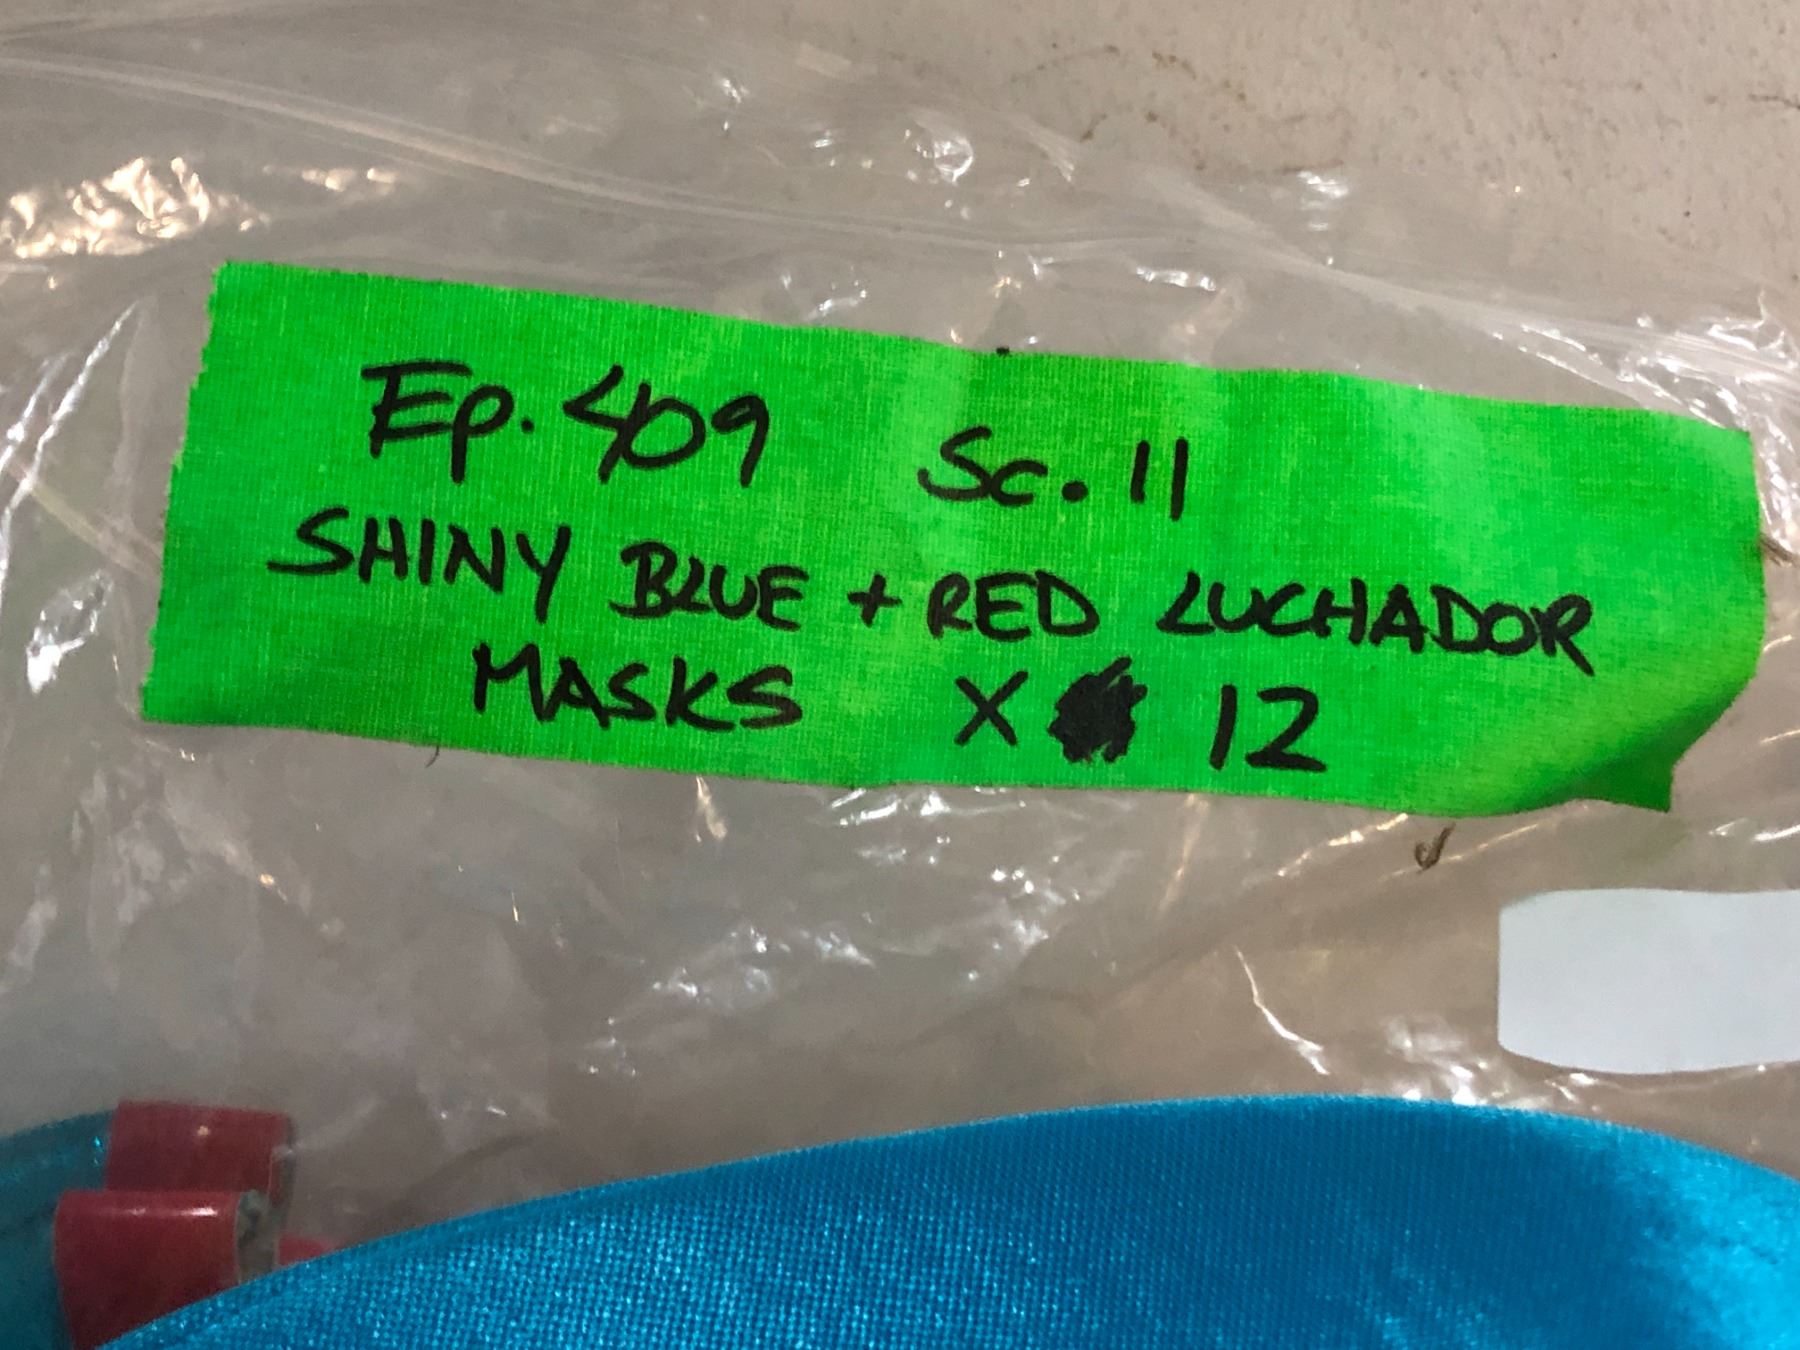 Ep. 409 Sc. 11
SHINY BLUE + RED LUCHADOR
MASKS X 12